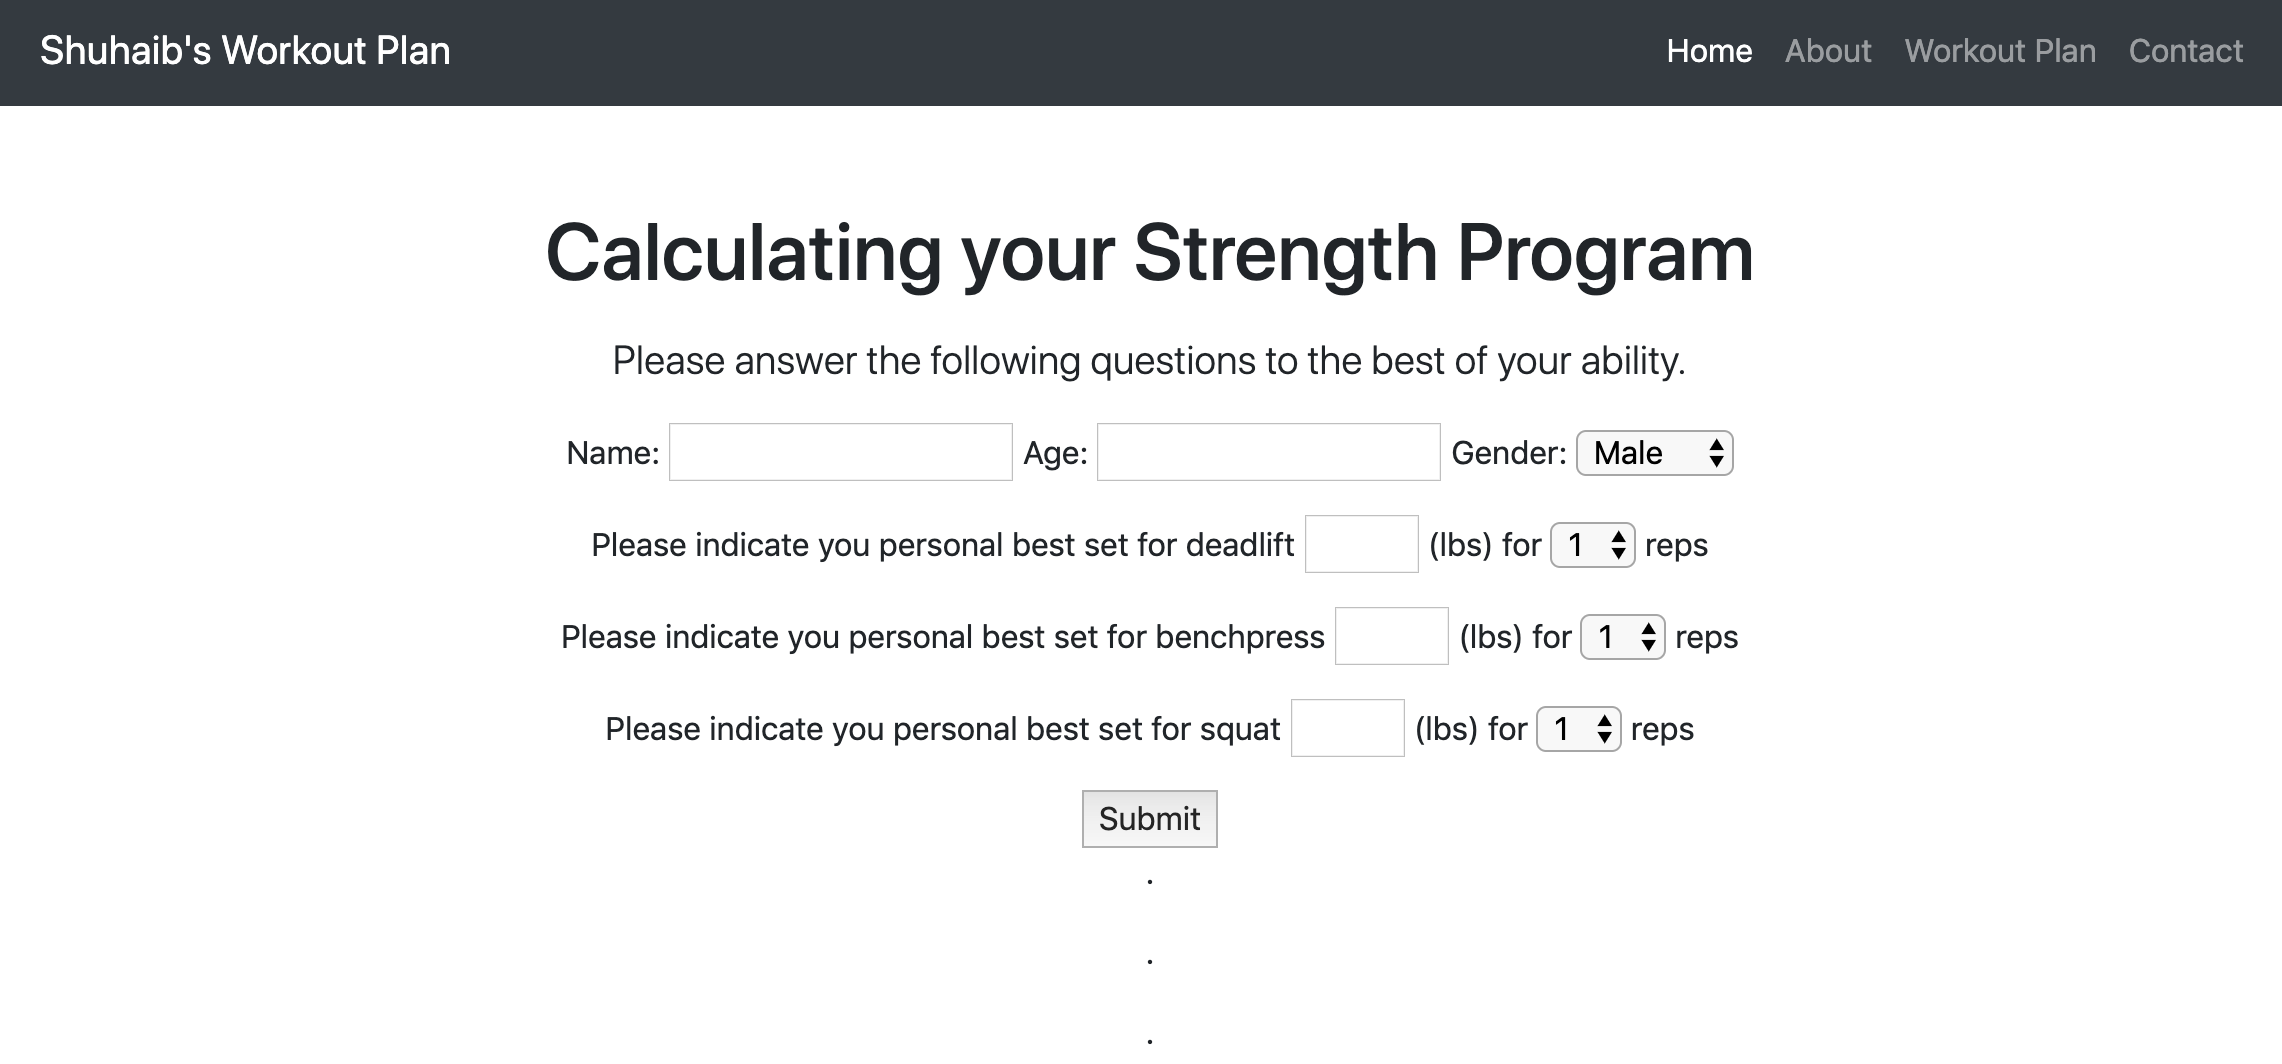 Shuhaib's Workout Plan Home About Workout Plan Contact
Calculating your Strength Program
Please answer the following questions to the best of your ability.
Name: Age: Gender: Male
Please indicate you personal best set for deadlift (lbs) for 1 reps
Please indicate you personal best set for benchpress (lbs) for 1 reps
Please indicate you personal best set for squat (lbs) for 1 reps
Submit
.
.
.